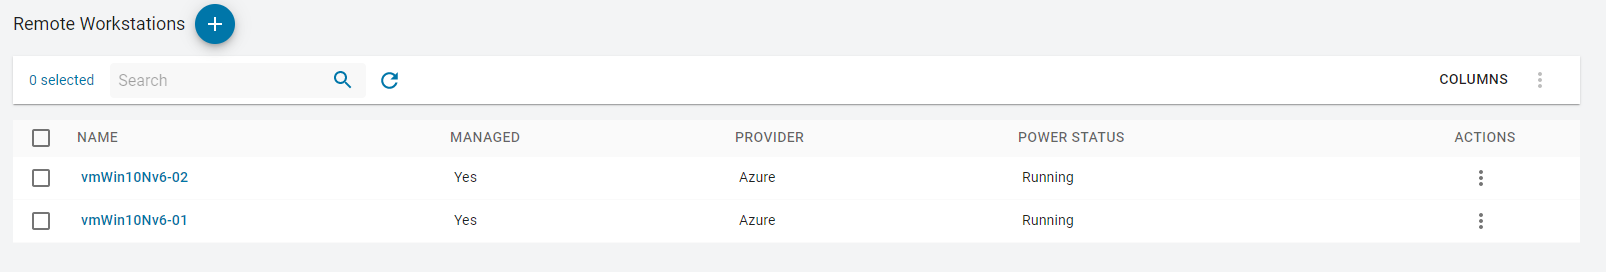 Remote Workstations
0 selected Search COLUMNS
NAME MANAGED PROVIDER POWER STATUS ACTIONS
vmWin10Nv6-02 Yes Azure Running
vmWin10Nv6-01 Yes Azure Running